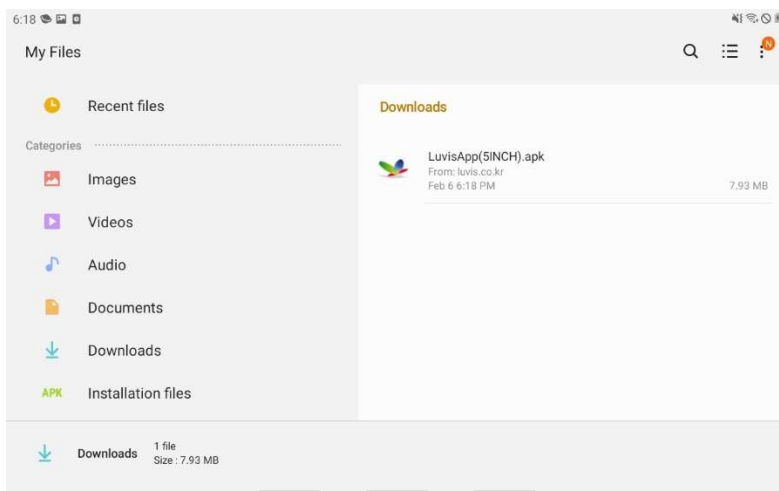 6:18
My Files
N
Recent files
Categories
Images
Videos
Audio
Documents
Downloads
APK Installation files
Downloads
LuvisApp(5INCH).apk
From: luvis.co.kr
Feb 6 6:18 PM 7.93 MB
Downloads
1 file
Size : 7.93 MB